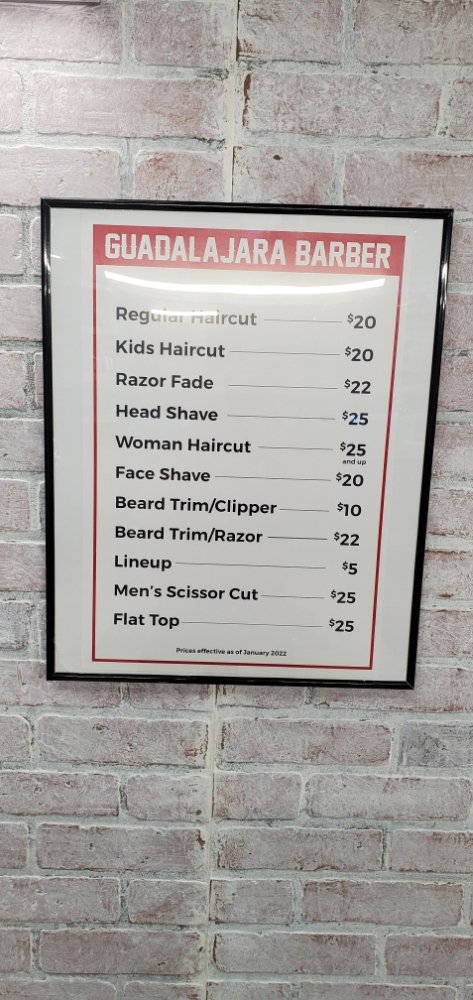 GUADALAJARA BARBER
Regular Haircut $20
Kids Haircut $20
Razor Fade $22
Head Shave $25
Woman Haircut $25
and up
Face Shave $20
Beard Trim/Clipper $10
Beard Trim/Razor $22
Lineup $5
Men's Scissor Cut $25
Flat Top $25
Prices effective as of January 2022